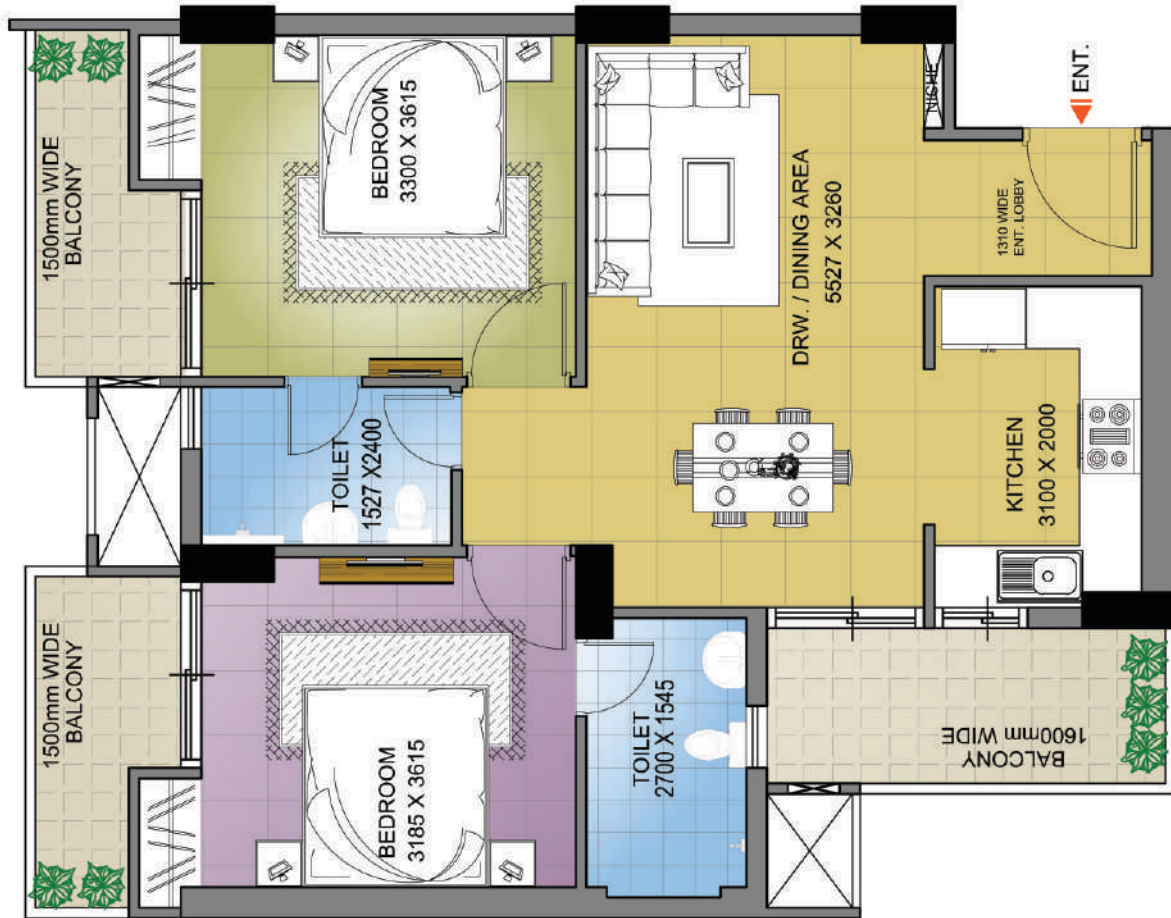 1500mm WIDE
BALCONY
BEDROOM
3300 X 3615
NICHE
ENT.
DRW. / DINING AREA
5527 X 3260
1310 WIDE
ENT. LOBBY
TOILET
1527 X2400
KITCHEN
3100 X 2000
1500mm WIDE
BALCONY
BEDROOM
3185 X 3615
TOILET
2700 X 1545
BALCONY
1600mm WIDE